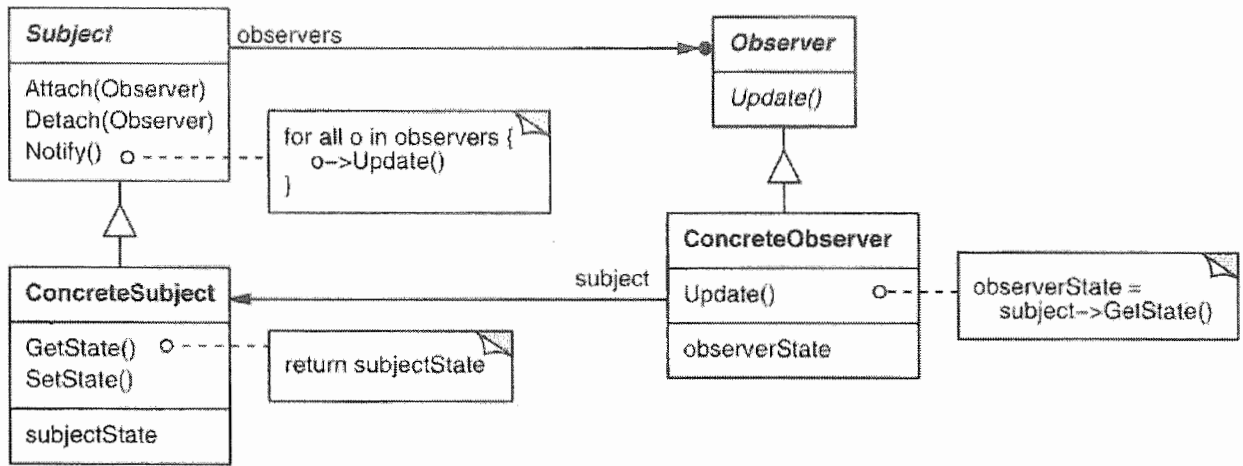 Subject
Attach(Observer)
Detach(Observer)
Notify()
observers
for all o in observers {
o->Update()
}
Observer
Update()
ConcreteSubject
GetState()
SetState()
subjectState
return subjectState
subject
ConcreteObserver
Update()
observerState
observerState =
subject->GetState()